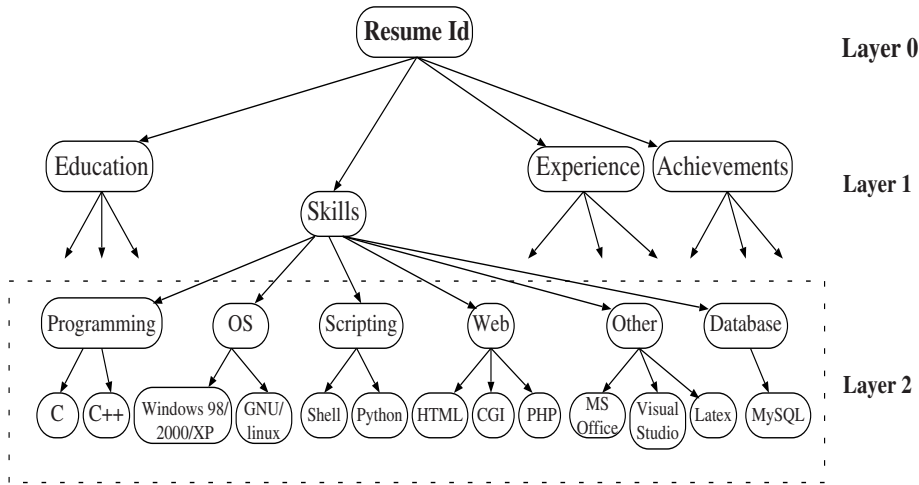 Resume Id
Layer 0
Education
Experience
Achievements
Layer 1
Skills
Programming
OS
Scripting
Web
Other
Database
Layer 2
C
C++
Windows 98/
2000/XP
GNU/
linux
Shell
Python
HTML
CGI
PHP
MS
Office
Visual
Studio
Latex
MySQL